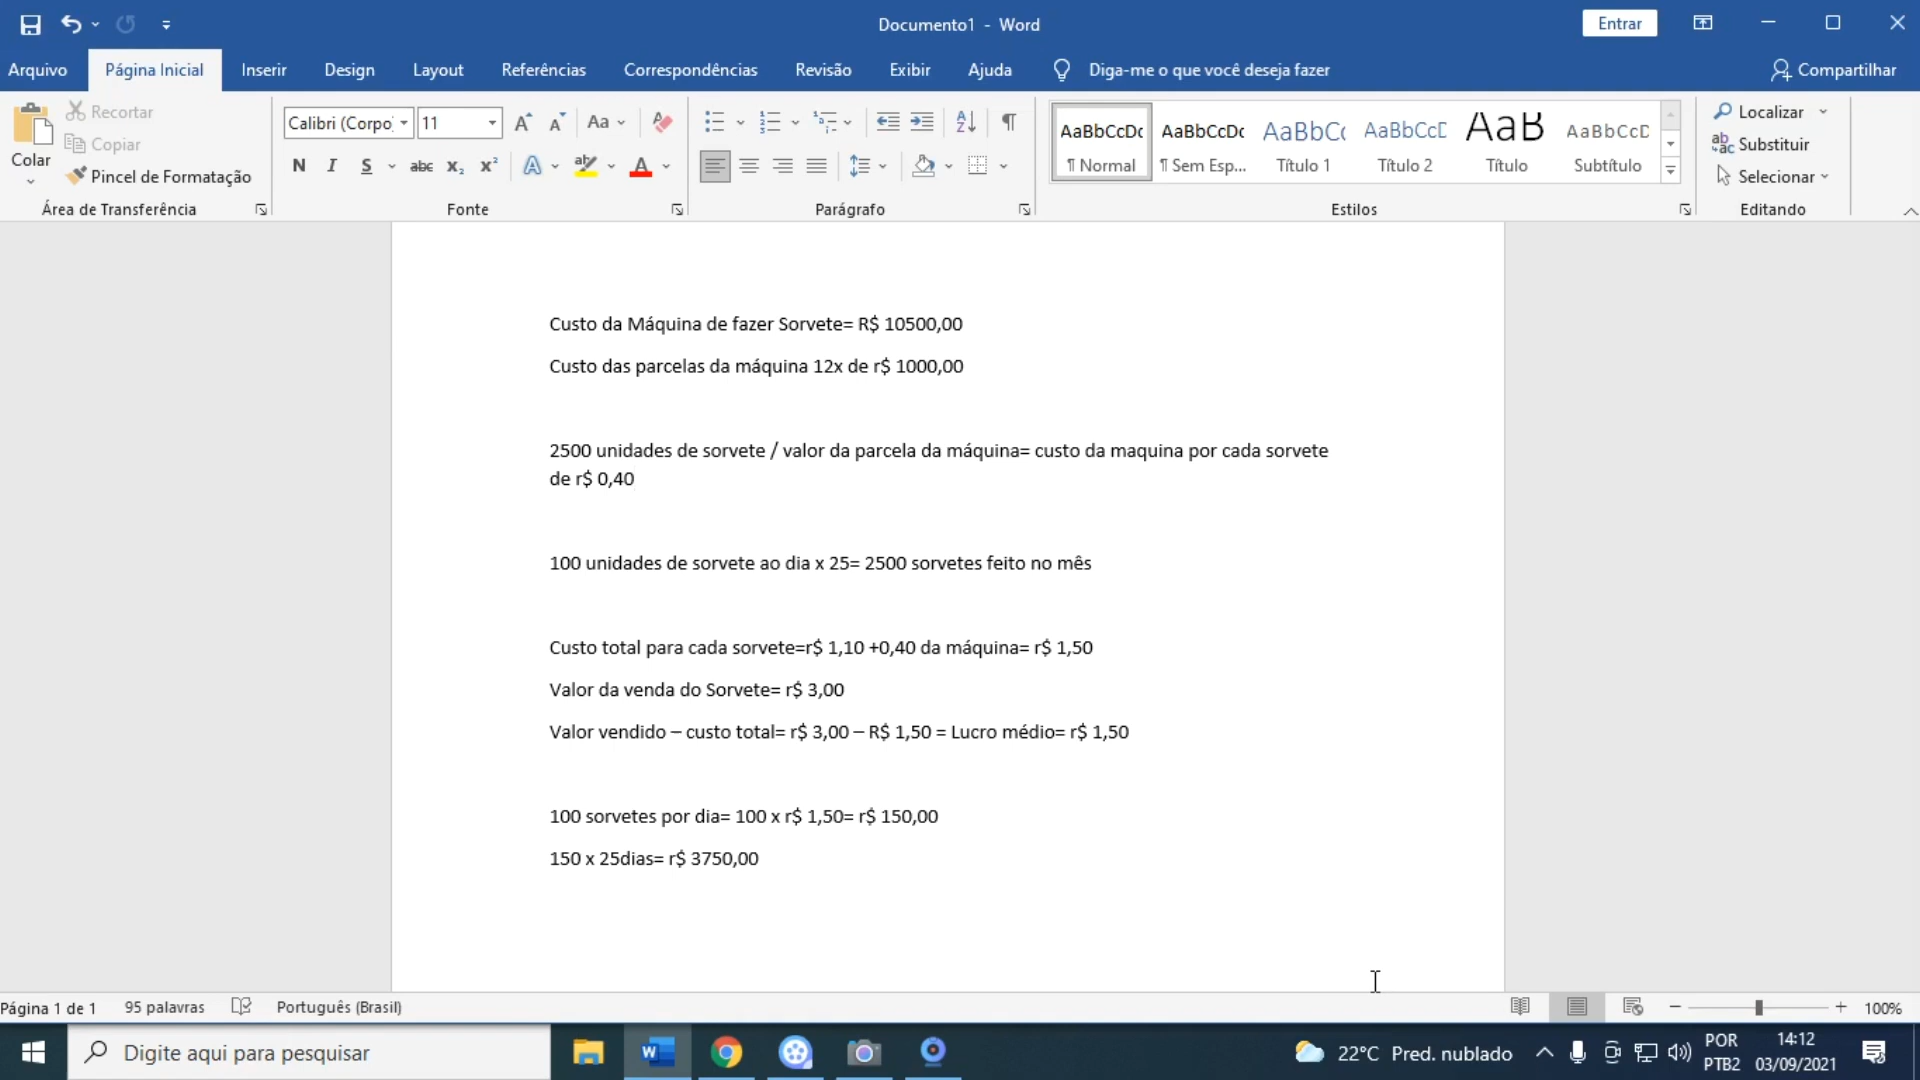 Documento1 - Word
Entrar
Arquivo
Página Inicial
Inserir
Design
Layout
Referências
Correspondências
Revisão
Exibir
Ajuda
Diga-me o que você deseja fazer
Compartilhar
Colar
Recortar
Copiar
Pincel de Formatação
Área de Transferência
Calibri (Corpo)
11
Aa
N I S abc x₂ x² A ab A
Fonte
Parágrafo
AaBbCcDc
¶ Normal
AaBbCcDc
¶ Sem Esp...
AaBbCc
Título 1
AaBbCcD
Título 2
AaB
Título
AaBbCcD
Subtítulo
Estilos
Localizar
Substituir
Selecionar
Editando
Custo da Máquina de fazer Sorvete= R$ 10500,00
Custo das parcelas da máquina 12x de r$ 1000,00
2500 unidades de sorvete / valor da parcela da máquina= custo da maquina por cada sorvete
de r$ 0,40
100 unidades de sorvete ao dia x 25= 2500 sorvetes feito no mês
Custo total para cada sorvete=r$ 1,10 +0,40 da máquina= r$ 1,50
Valor da venda do Sorvete= r$ 3,00
Valor vendido – custo total= r$ 3,00 – R$ 1,50 = Lucro médio= r$ 1,50
100 sorvetes por dia= 100 x r$ 1,50= r$ 150,00
150 x 25dias= r$ 3750,00
Página 1 de 1
95 palavras
Português (Brasil)
100%
Digite aqui para pesquisar
22°C Pred. nublado
POR
PTB2
14:12
03/09/2021